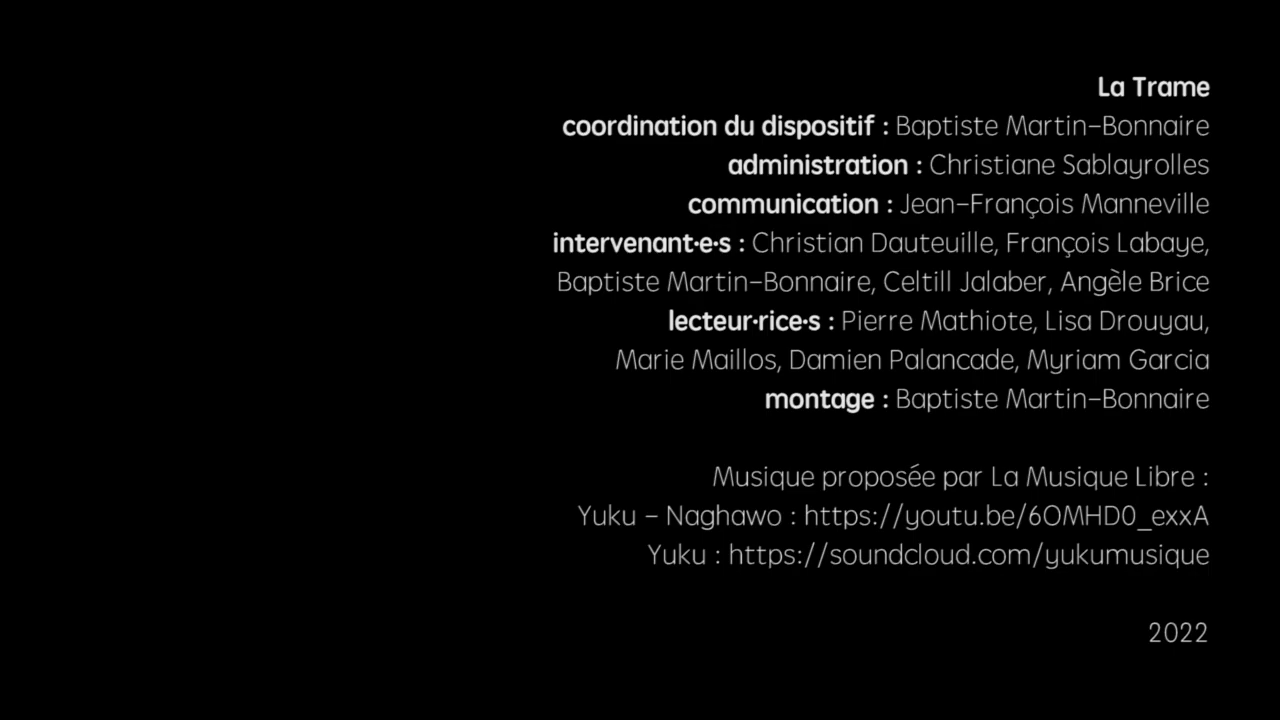 La Trame
coordination du dispositif : Baptiste Martin-Bonnaire
administration : Christiane Sablayrolles
communication : Jean-François Manneville
intervenant·e·s : Christian Dauteuille, François Labaye,
Baptiste Martin-Bonnaire, Celtill Jalaber, Angèle Brice
lecteur·rice·s : Pierre Mathiote, Lisa Drouyau,
Marie Maillos, Damien Palancade, Myriam Garcia
montage : Baptiste Martin-Bonnaire
Musique proposée par La Musique Libre :
Yuku - Naghawo : https://youtu.be/6OMHD0_exxA
Yuku : https://soundcloud.com/yukumusique
2022